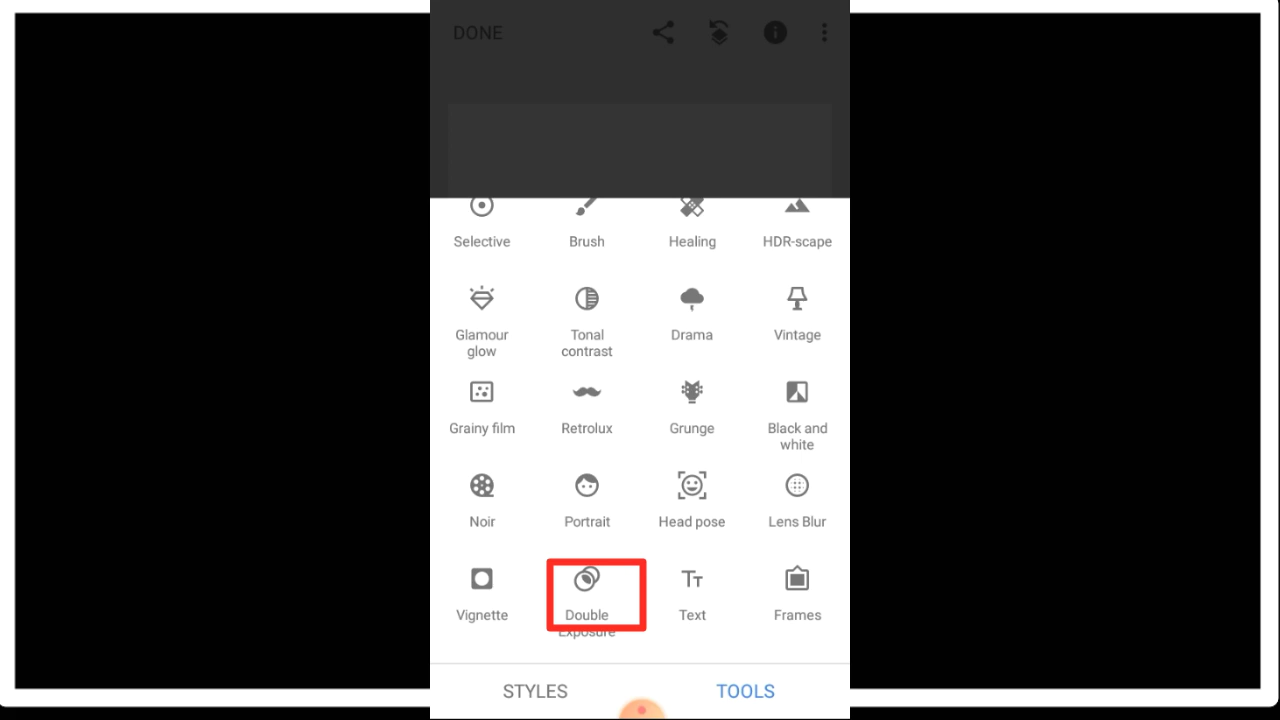 DONE
Selective
Brush
Healing
HDR-scape
Glamour
glow
Tonal
contrast
Drama
Vintage
Grainy film
Retrolux
Grunge
Black and
white
Noir
Portrait
Head pose
Lens Blur
Vignette
Double
Exposure
Text
Frames
STYLES
TOOLS